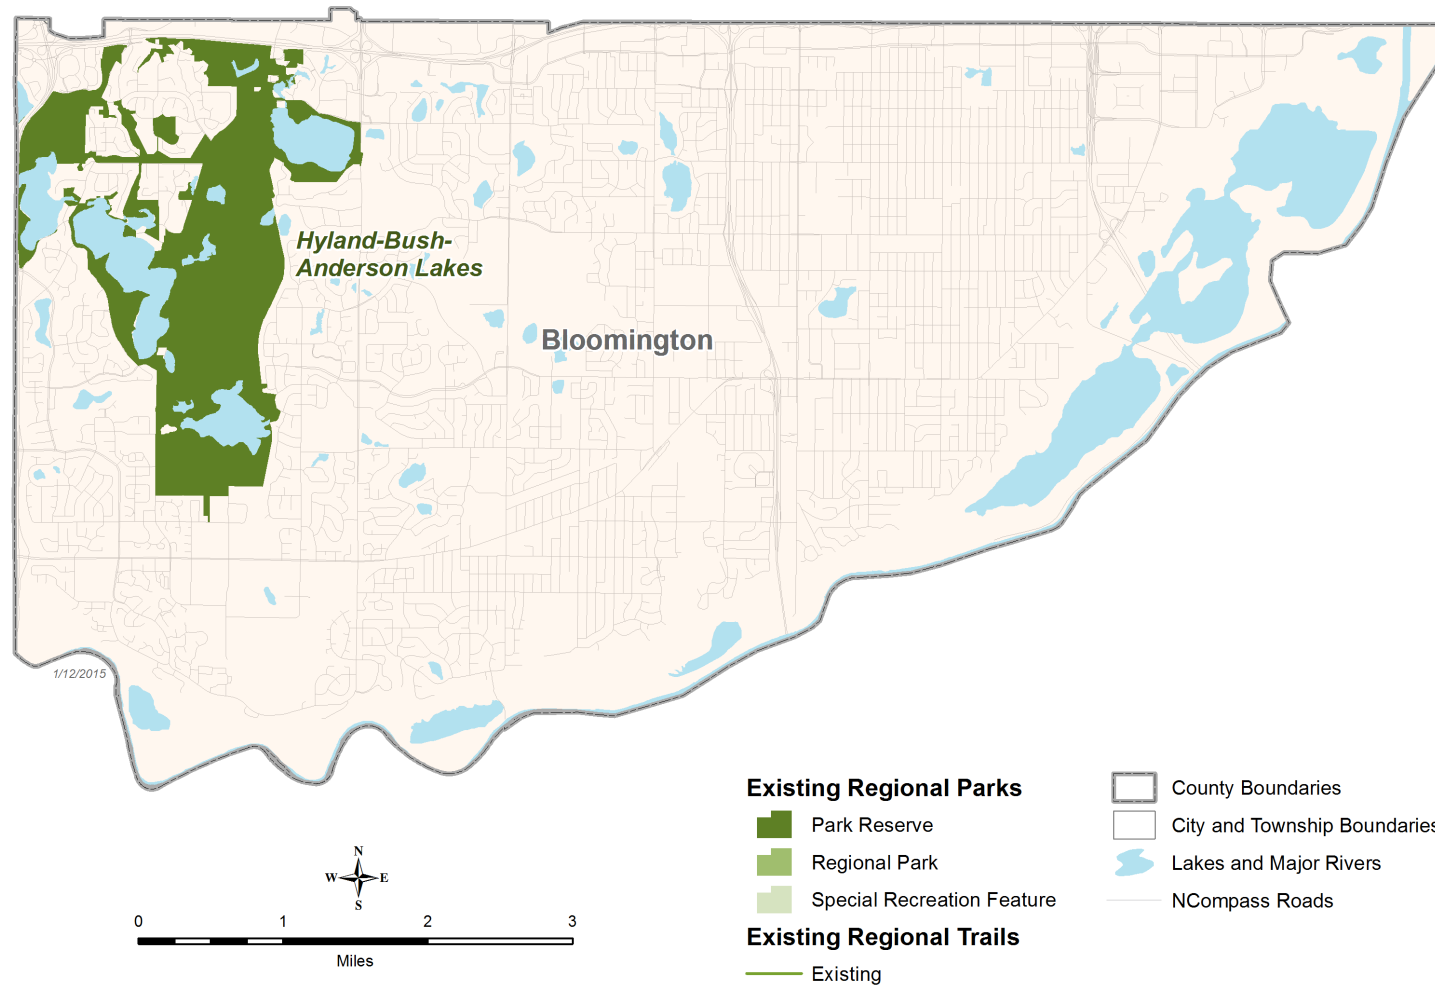 Hyland-Bush-
Anderson Lakes
Bloomington
1/12/2015
N
W
E
S
0
1
2
3
Miles
Existing Regional Parks
Park Reserve
Regional Park
Special Recreation Feature
Existing Regional Trails
Existing
County Boundaries
City and Township Boundaries
Lakes and Major Rivers
NCompass Roads